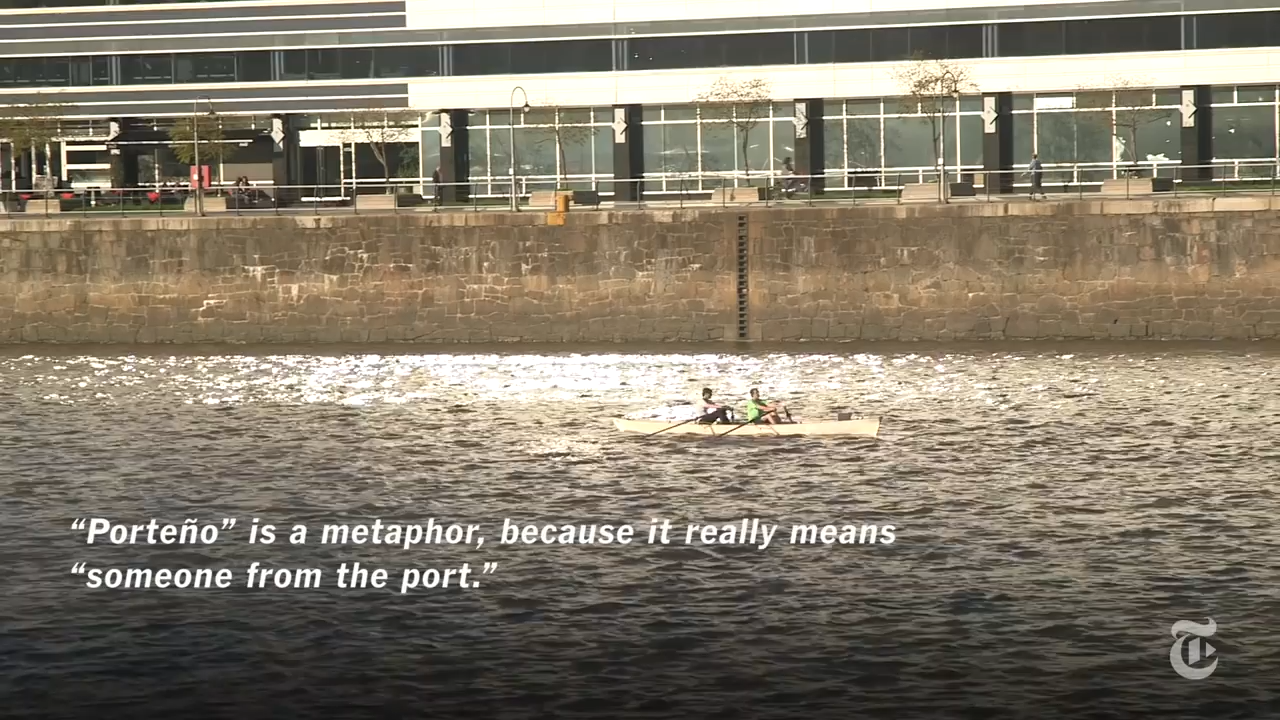 “Porteño” is a metaphor, because it really means
“someone from the port.”